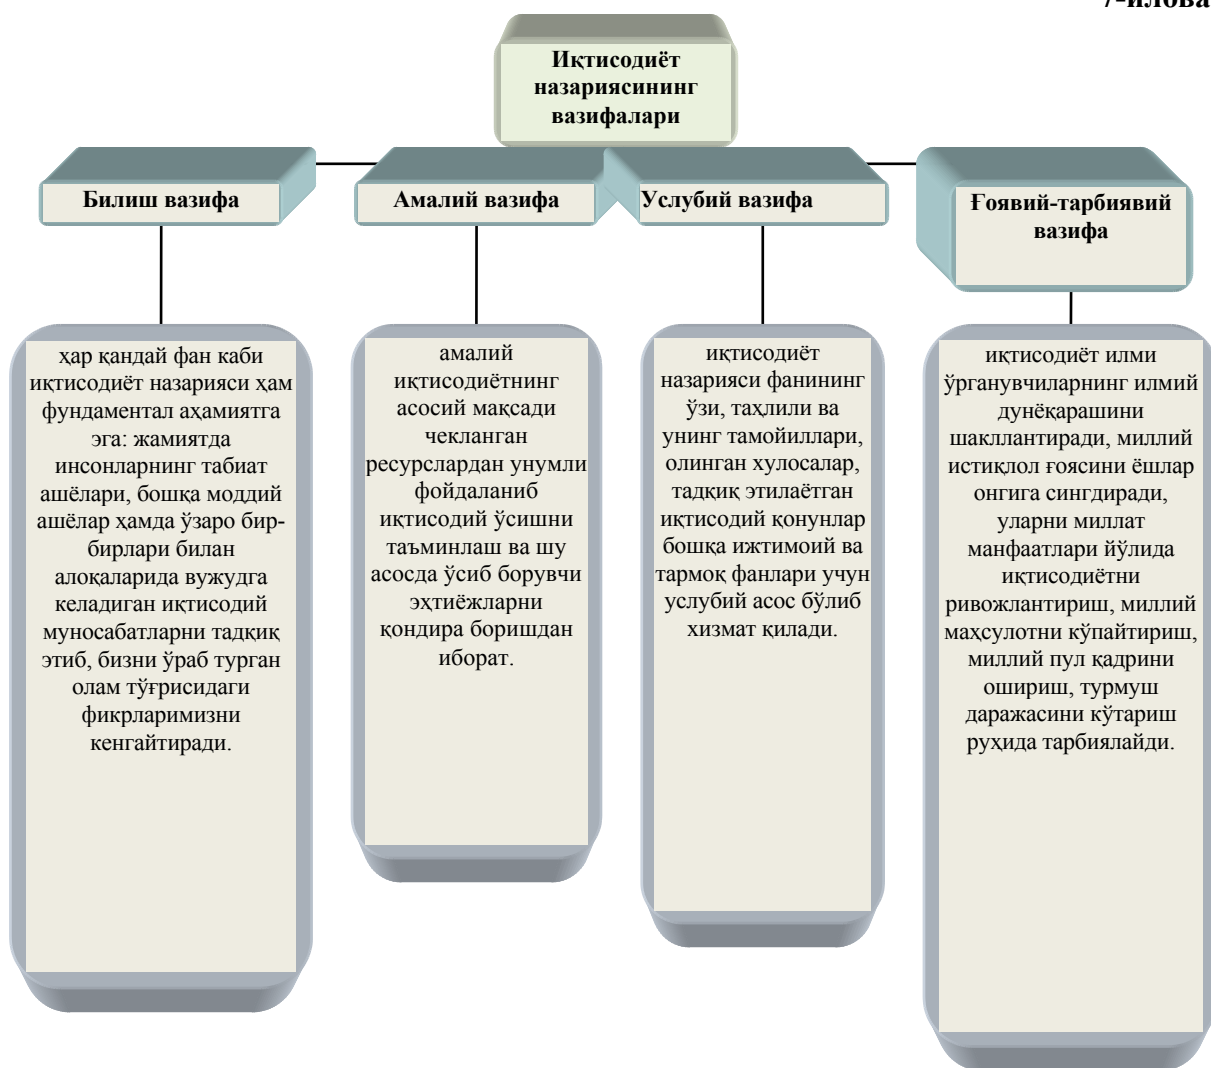 7-илова
Иқтисодиёт
назариясининг
вазифалари
Билиш вазифа
Амалий вазифа
Услубий вазифа
Ғоявий-тарбиявий
вазифа
ҳар қандай фан каби
иқтисодиёт назарияси ҳам
фундаментал аҳамиятга
эга: жамиятда
инсонларнинг табиат
ашёлари, бошқа моддий
ашёлар ҳамда ўзаро бир-
бирлари билан
алоқаларида вужудга
келадиган иқтисодий
муносабатларни тадқиқ
этиб, бизни ўраб турган
олам тўғрисидаги
фикрларимизни
кенгайтиради.
амалий
иқтисодиётнинг
асосий мақсади
чекланган
ресурслардан унумли
фойдаланиб
иқтисодий ўсишни
таъминлаш ва шу
асосда ўсиб борувчи
эҳтиёжларни
қондира боришдан
иборат.
иқтисодиёт
назарияси фанининг
ўзи, таҳлили ва
унинг тамойиллари,
олинган хулосалар,
тадқиқ этилаётган
иқтисодий қонунлар
бошқа ижтимоий ва
тармоқ фанлари учун
услубий асос бўлиб
хизмат қилади.
иқтисодиёт илми
ўрганувчиларнинг илмий
дунёқарашини
шакллантиради, миллий
истиқлол ғоясини ёшлар
онгига сингдиради,
уларни миллат
манфаатлари йўлида
иқтисодиётни
ривожлантириш, миллий
маҳсулотни кўпайтириш,
миллий пул қадрини
ошириш, турмуш
даражасини кўтариш
руҳида тарбиялайди.